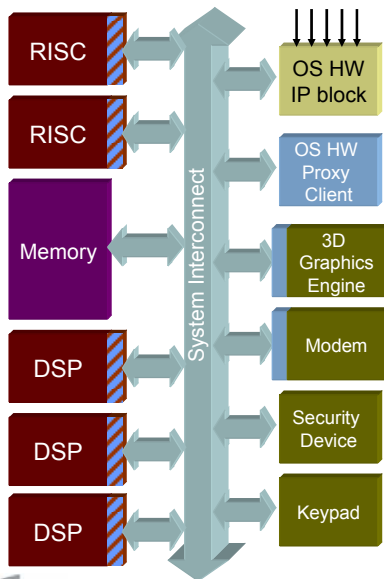 RISC
RISC
Memory
DSP
DSP
DSP
System Interconnect
OS HW
IP block
OS HW
Proxy
Client
3D
Graphics
Engine
Modem
Security
Device
Keypad